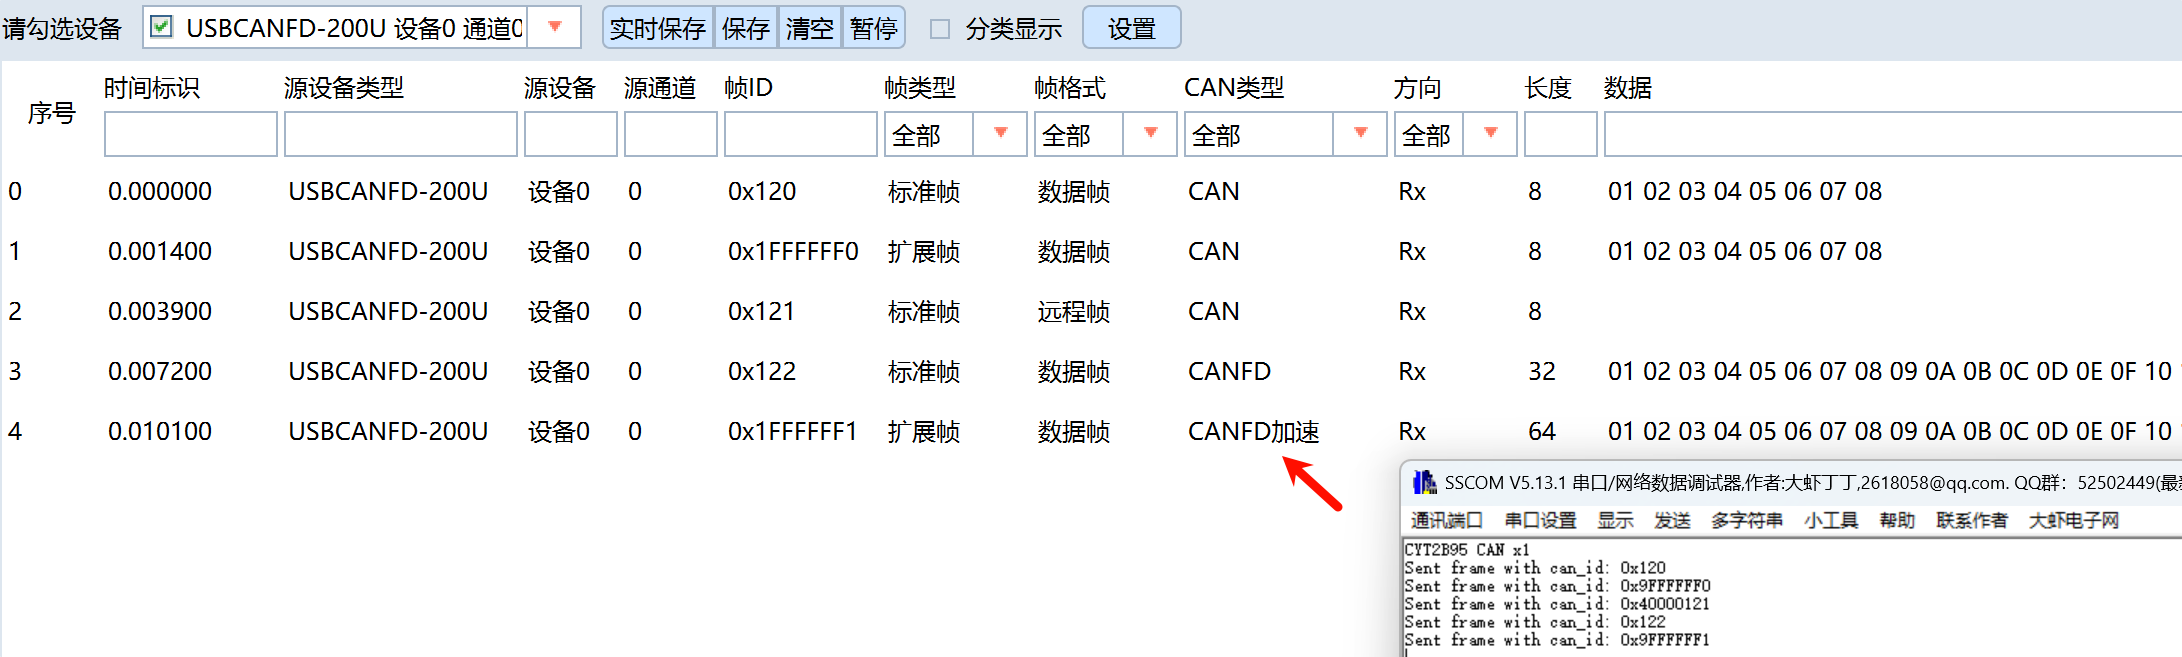 请勾选设备 USBCANFD-200U 设备0 通道0 实时保存 保存 清空 暂停 分类显示 设置
序号 时间标识 源设备类型 源设备 源通道 帧ID 帧类型 帧格式 CAN类型 方向 长度 数据
全部 全部 全部 全部
0 0.000000 USBCANFD-200U 设备0 0 0x120 标准帧 数据帧 CAN Rx 8 01 02 03 04 05 06 07 08
1 0.001400 USBCANFD-200U 设备0 0 0x1FFFFFF0 扩展帧 数据帧 CAN Rx 8 01 02 03 04 05 06 07 08
2 0.003900 USBCANFD-200U 设备0 0 0x121 标准帧 远程帧 CAN Rx 8
3 0.007200 USBCANFD-200U 设备0 0 0x122 标准帧 数据帧 CANFD Rx 32 01 02 03 04 05 06 07 08 09 0A 0B 0C 0D 0E 0F 10
4 0.010100 USBCANFD-200U 设备0 0 0x1FFFFFF1 扩展帧 数据帧 CANFD加速 Rx 64 01 02 03 04 05 06 07 08 09 0A 0B 0C 0D 0E 0F 10
SSCOM V5.13.1 串口/网络数据调试器,作者:大虾丁丁,2618058@qq.com. QQ群: 52502449(最
通讯端口 串口设置 显示 发送 多字符串 小工具 帮助 联系作者 大虾电子网
CYT2B95 CAN x1
Sent frame with can_id: 0x120
Sent frame with can_id: 0x9FFFFFF0
Sent frame with can_id: 0x40000121
Sent frame with can_id: 0x122
Sent frame with can_id: 0x9FFFFFF1